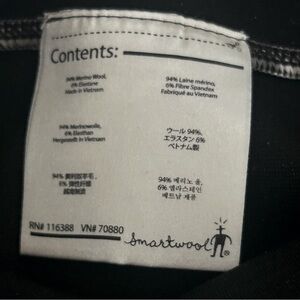 Contents:
94% Merino Wool,
6% Elastane
Made in Vietnam
94% Laine mérino,
6% Fibre Spandex
Fabriqué au Vietnam
94% Merinowolle,
6% Elasthan
Hergestellt in Vietnam
ウール 94%,
エラスタン 6%
ベトナム製
94% 美利奴羊毛,
6% 弹性纤维
越南制造
94% 메리노 울,
6% 엘라스테인
베트남 제품
RN# 116388 VN# 70880
Smartwool®